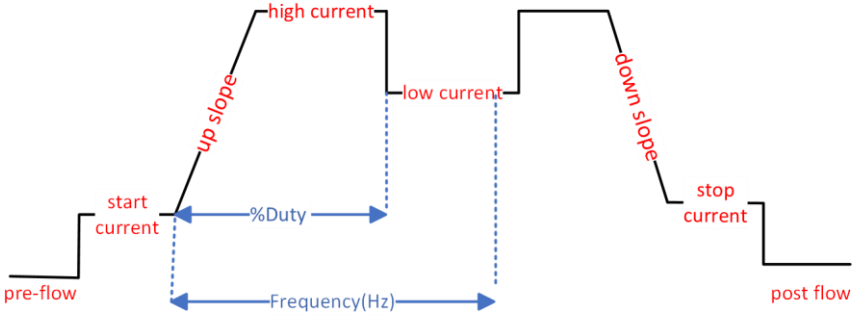 high current
up slope
low current
down slope
start
current
%Duty
stop
current
pre-flow
Frequency(Hz)
post flow